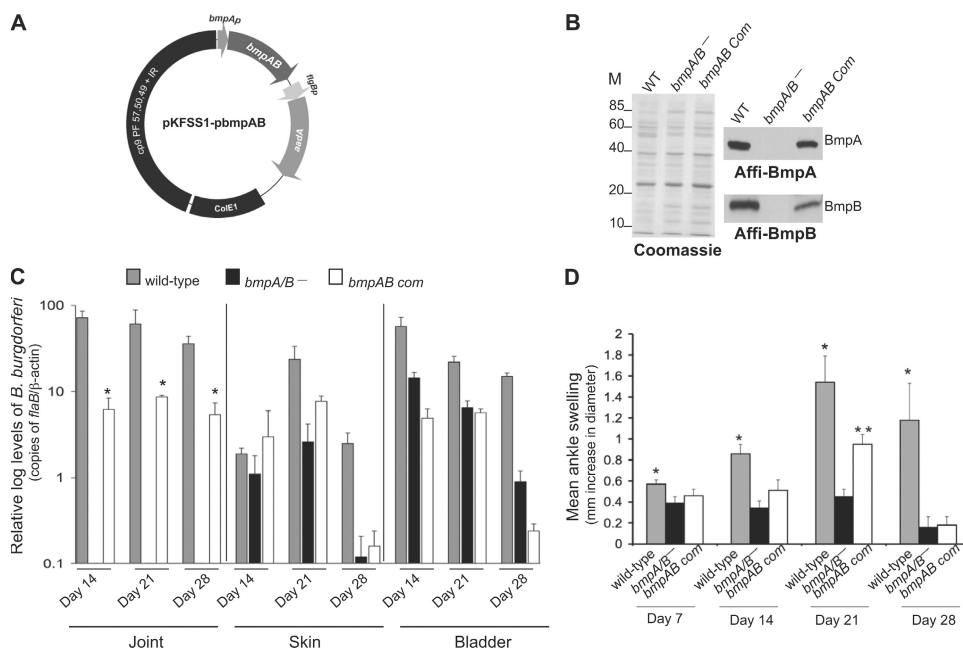 A
bmpAp
bmpAB
flgBp
aadA
ColE1
cp9 PF 57,50,49 + IR
pKFSS1-pbmpAB
B
M
WT
bmpA/B –
bmpAB Com
85
60
40
20
10
Coomassie
WT
bmpA/B –
bmpAB Com
BmpA
Affi-BmpA
BmpB
Affi-BmpB
C
wild-type
bmpA/B –
bmpAB com
Relative log levels of B. burgdorferi
(copies of flaB/β-actin)
100
10
1
0.1
* * *
Day 14 Day 21 Day 28 Day 14 Day 21 Day 28 Day 14 Day 21 Day 28
Joint Skin Bladder
D
Mean ankle swelling
(mm increase in diameter)
2
1.8
1.6
1.4
1.2
1
0.8
0.6
0.4
0.2
0
* * * ** *
wild-type bmpA/B– bmpAB com wild-type bmpA/B– bmpAB com wild-type bmpA/B– bmpAB com wild-type bmpA/B– bmpAB com
Day 7 Day 14 Day 21 Day 28